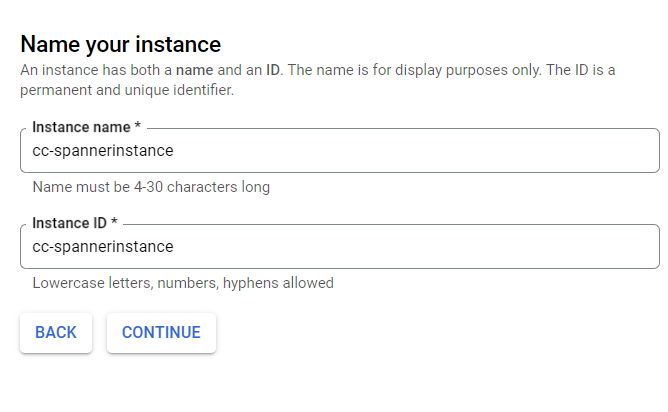 Name your instance
An instance has both a name and an ID. The name is for display purposes only. The ID is a
permanent and unique identifier.
Instance name *
cc-spannerinstance
Name must be 4-30 characters long
Instance ID *
cc-spannerinstance
Lowercase letters, numbers, hyphens allowed
BACK CONTINUE